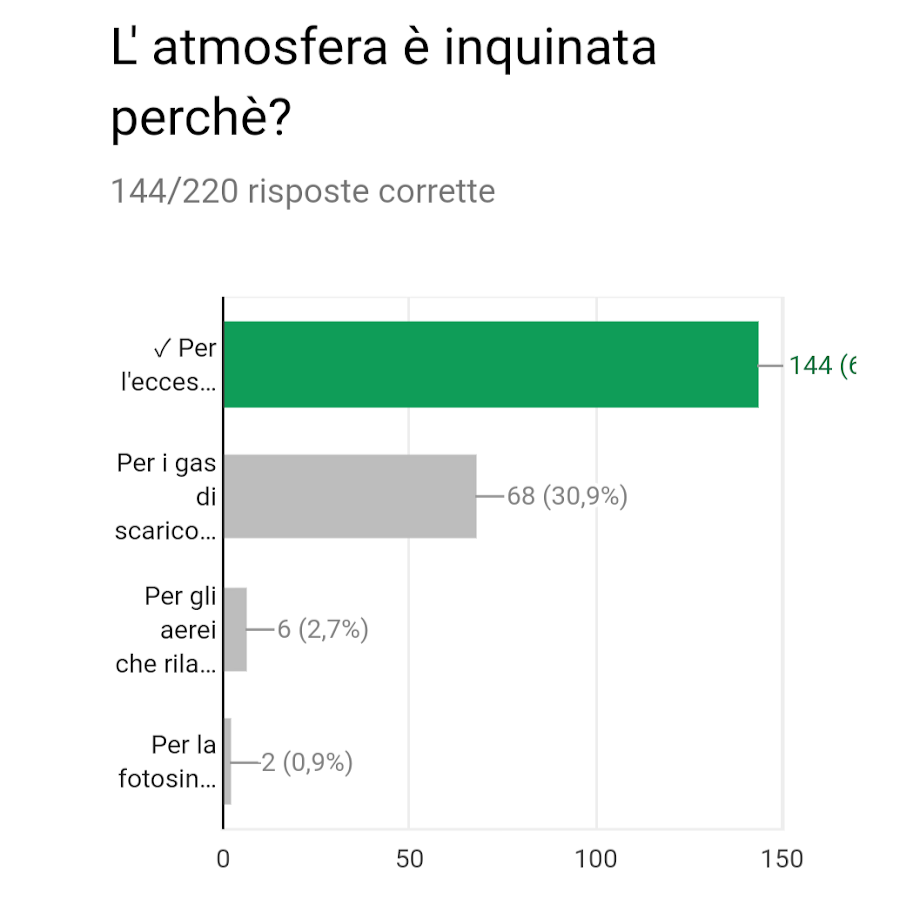 L' atmosfera è inquinata
perchè?
144/220 risposte corrette
✓ Per
l'ecces...
144 (6
Per i gas
di
scarico...
68 (30,9%)
Per gli
aerei
che rila...
6 (2,7%)
Per la
fotosin...
2 (0,9%)
0 50 100 150